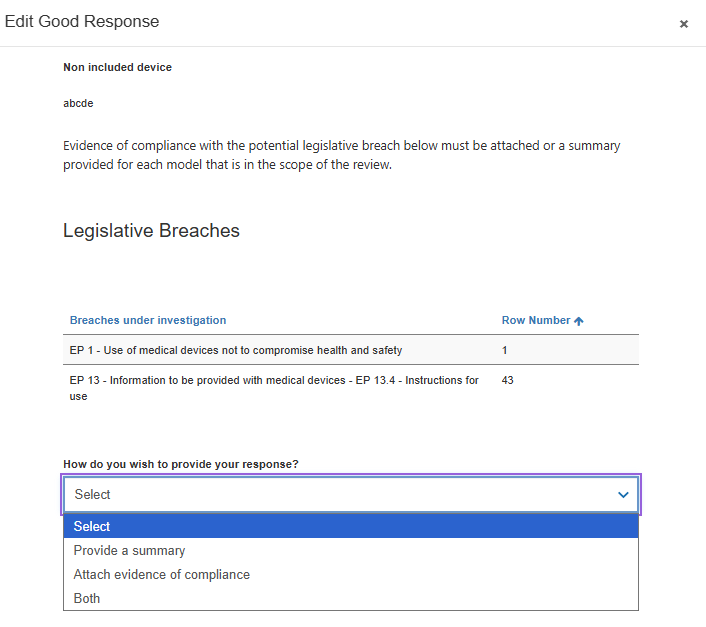 Edit Good Response
×
Non included device
abcde
Evidence of compliance with the potential legislative breach below must be attached or a summary
provided for each model that is in the scope of the review.
Legislative Breaches
Breaches under investigation Row Number
EP 1 - Use of medical devices not to compromise health and safety 1
EP 13 - Information to be provided with medical devices - EP 13.4 - Instructions for 43
use
How do you wish to provide your response?
Select
Select
Provide a summary
Attach evidence of compliance
Both